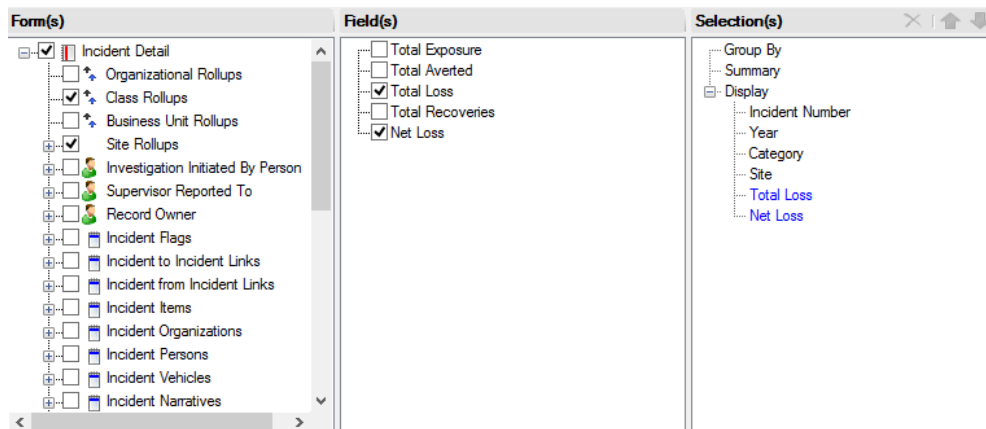 Form(s)
Incident Detail
Organizational Rollups
Class Rollups
Business Unit Rollups
Site Rollups
Investigation Initiated By Person
Supervisor Reported To
Record Owner
Incident Flags
Incident to Incident Links
Incident from Incident Links
Incident Items
Incident Organizations
Incident Persons
Incident Vehicles
Incident Narratives
Field(s)
Total Exposure
Total Averted
Total Loss
Total Recoveries
Net Loss
Selection(s)
Group By
Summary
Display
Incident Number
Year
Category
Site
Total Loss
Net Loss